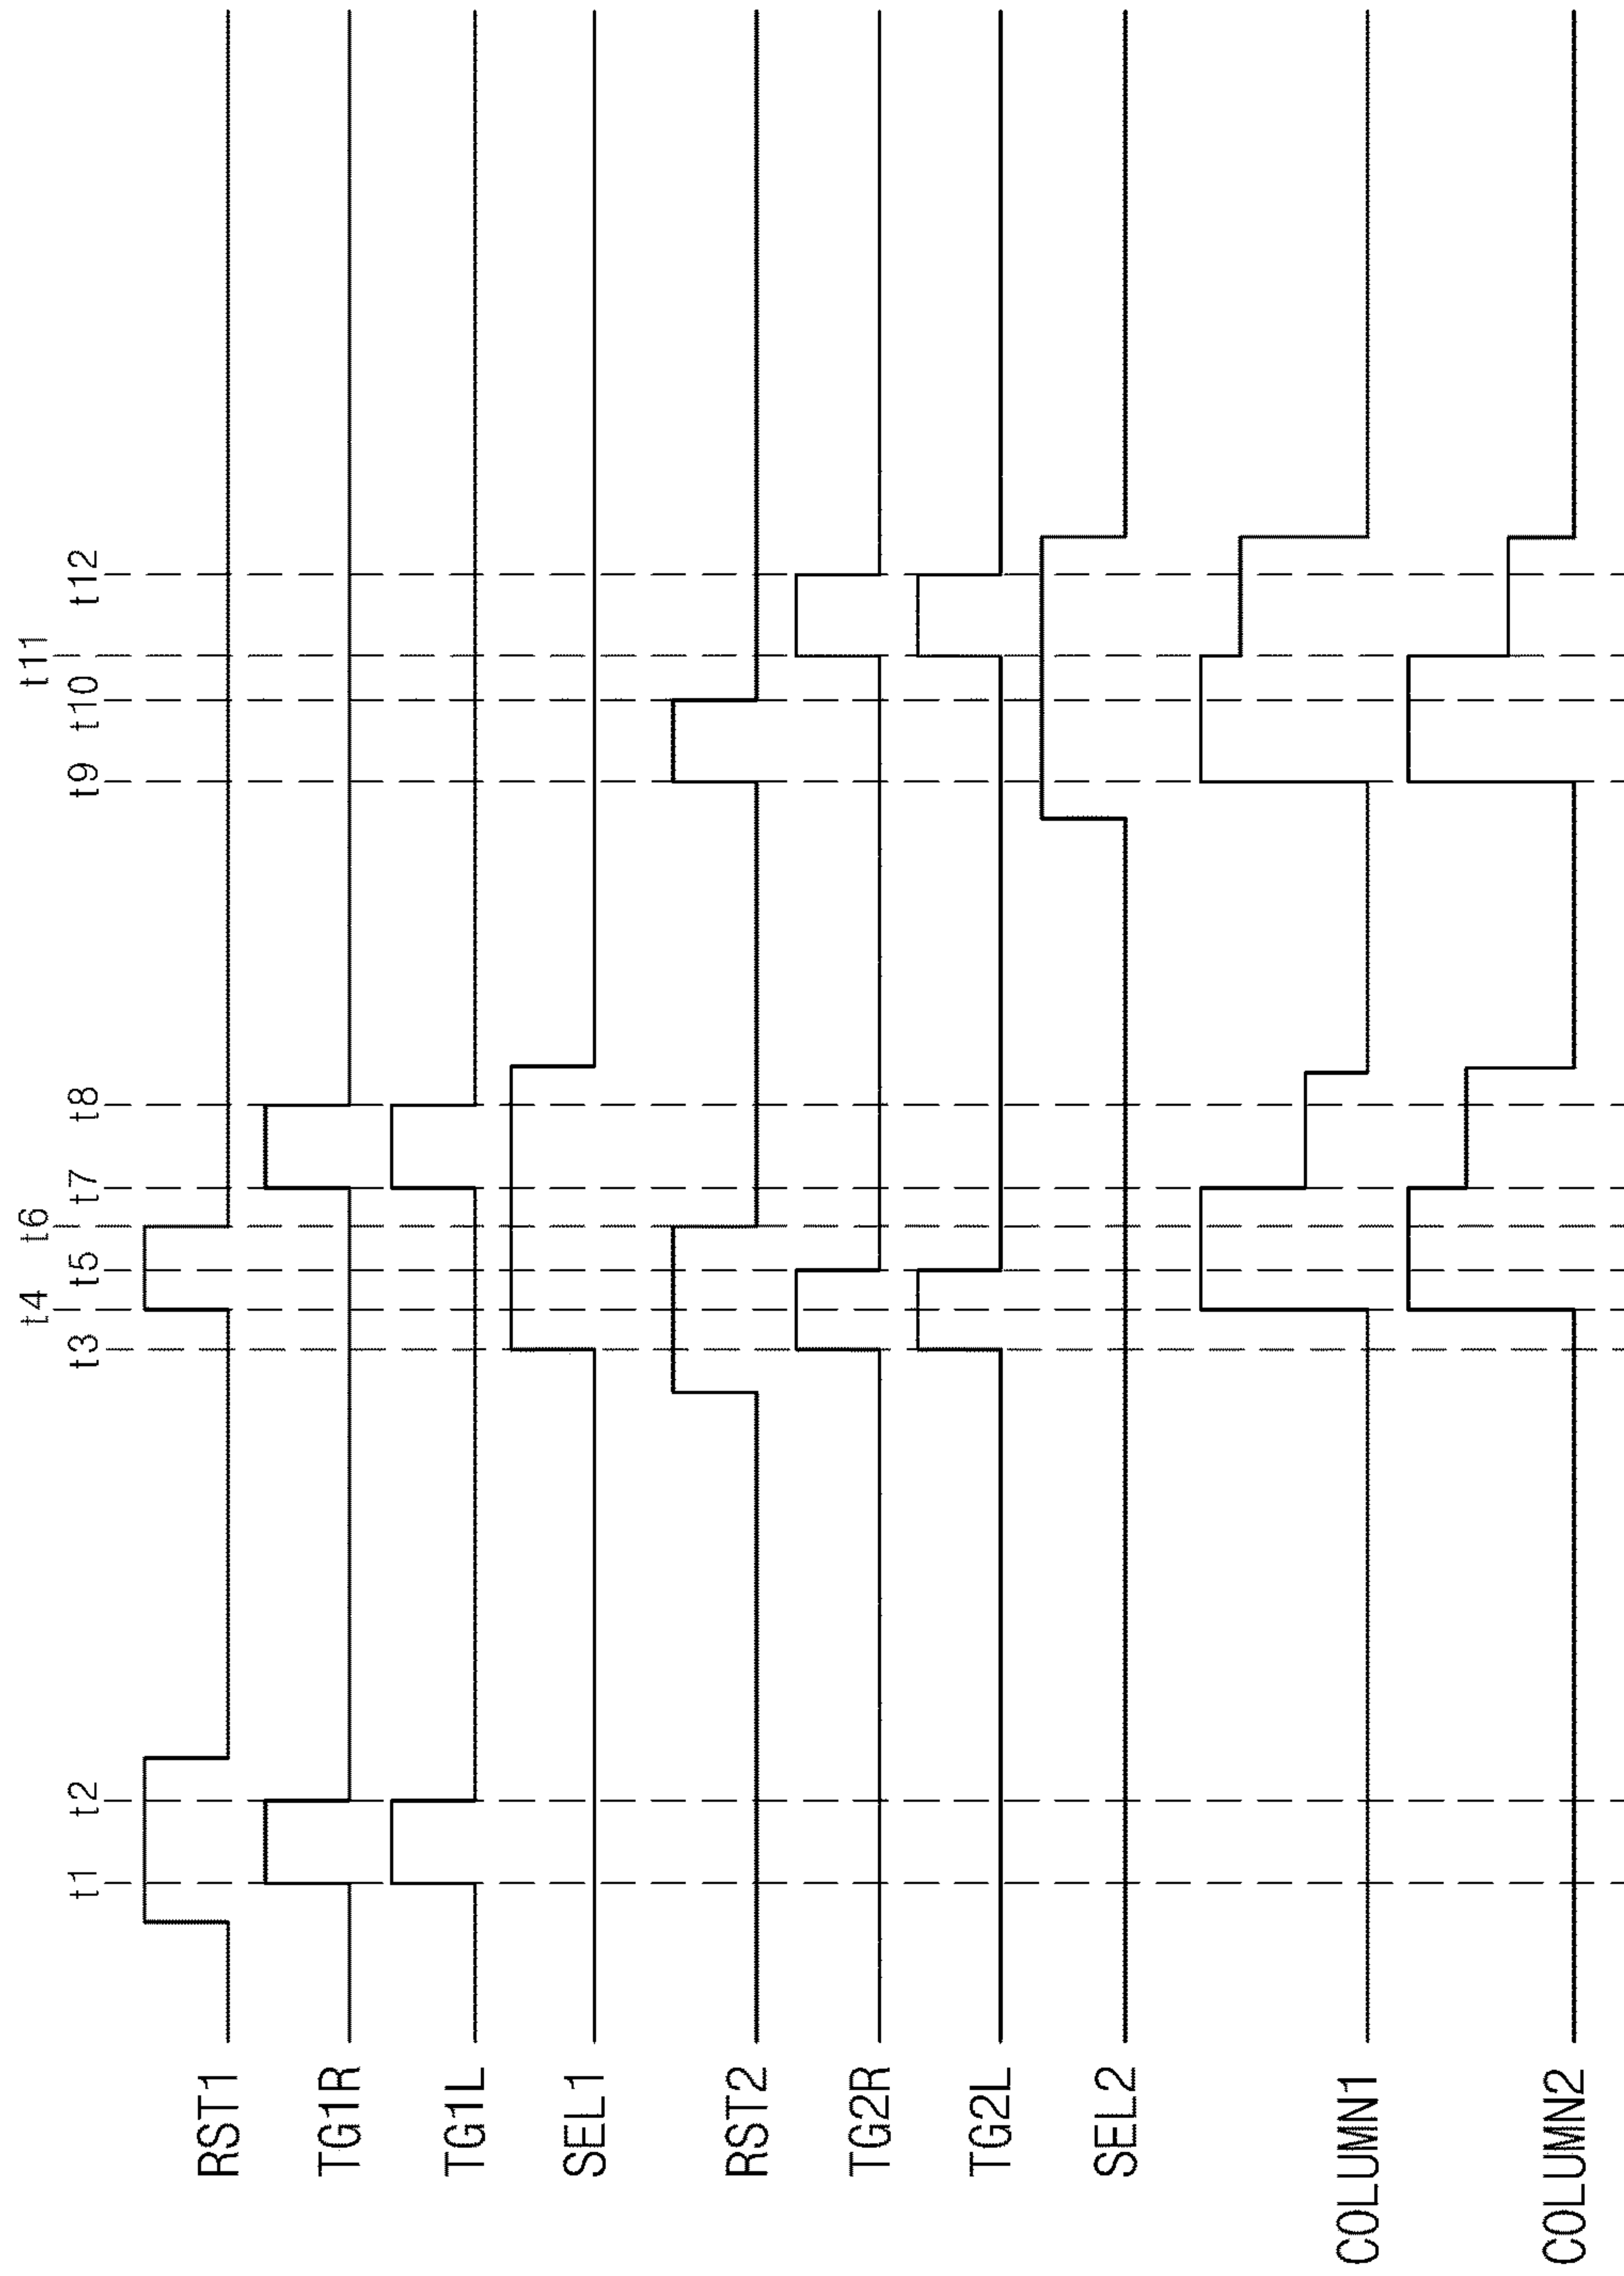 t1
t2
t3
t4
t5
t6
t7
t8
t9
t10
t11
t12
RST1
TG1R
TG1L
SEL1
RST2
TG2R
TG2L
SEL2
COLUMN1
COLUMN2